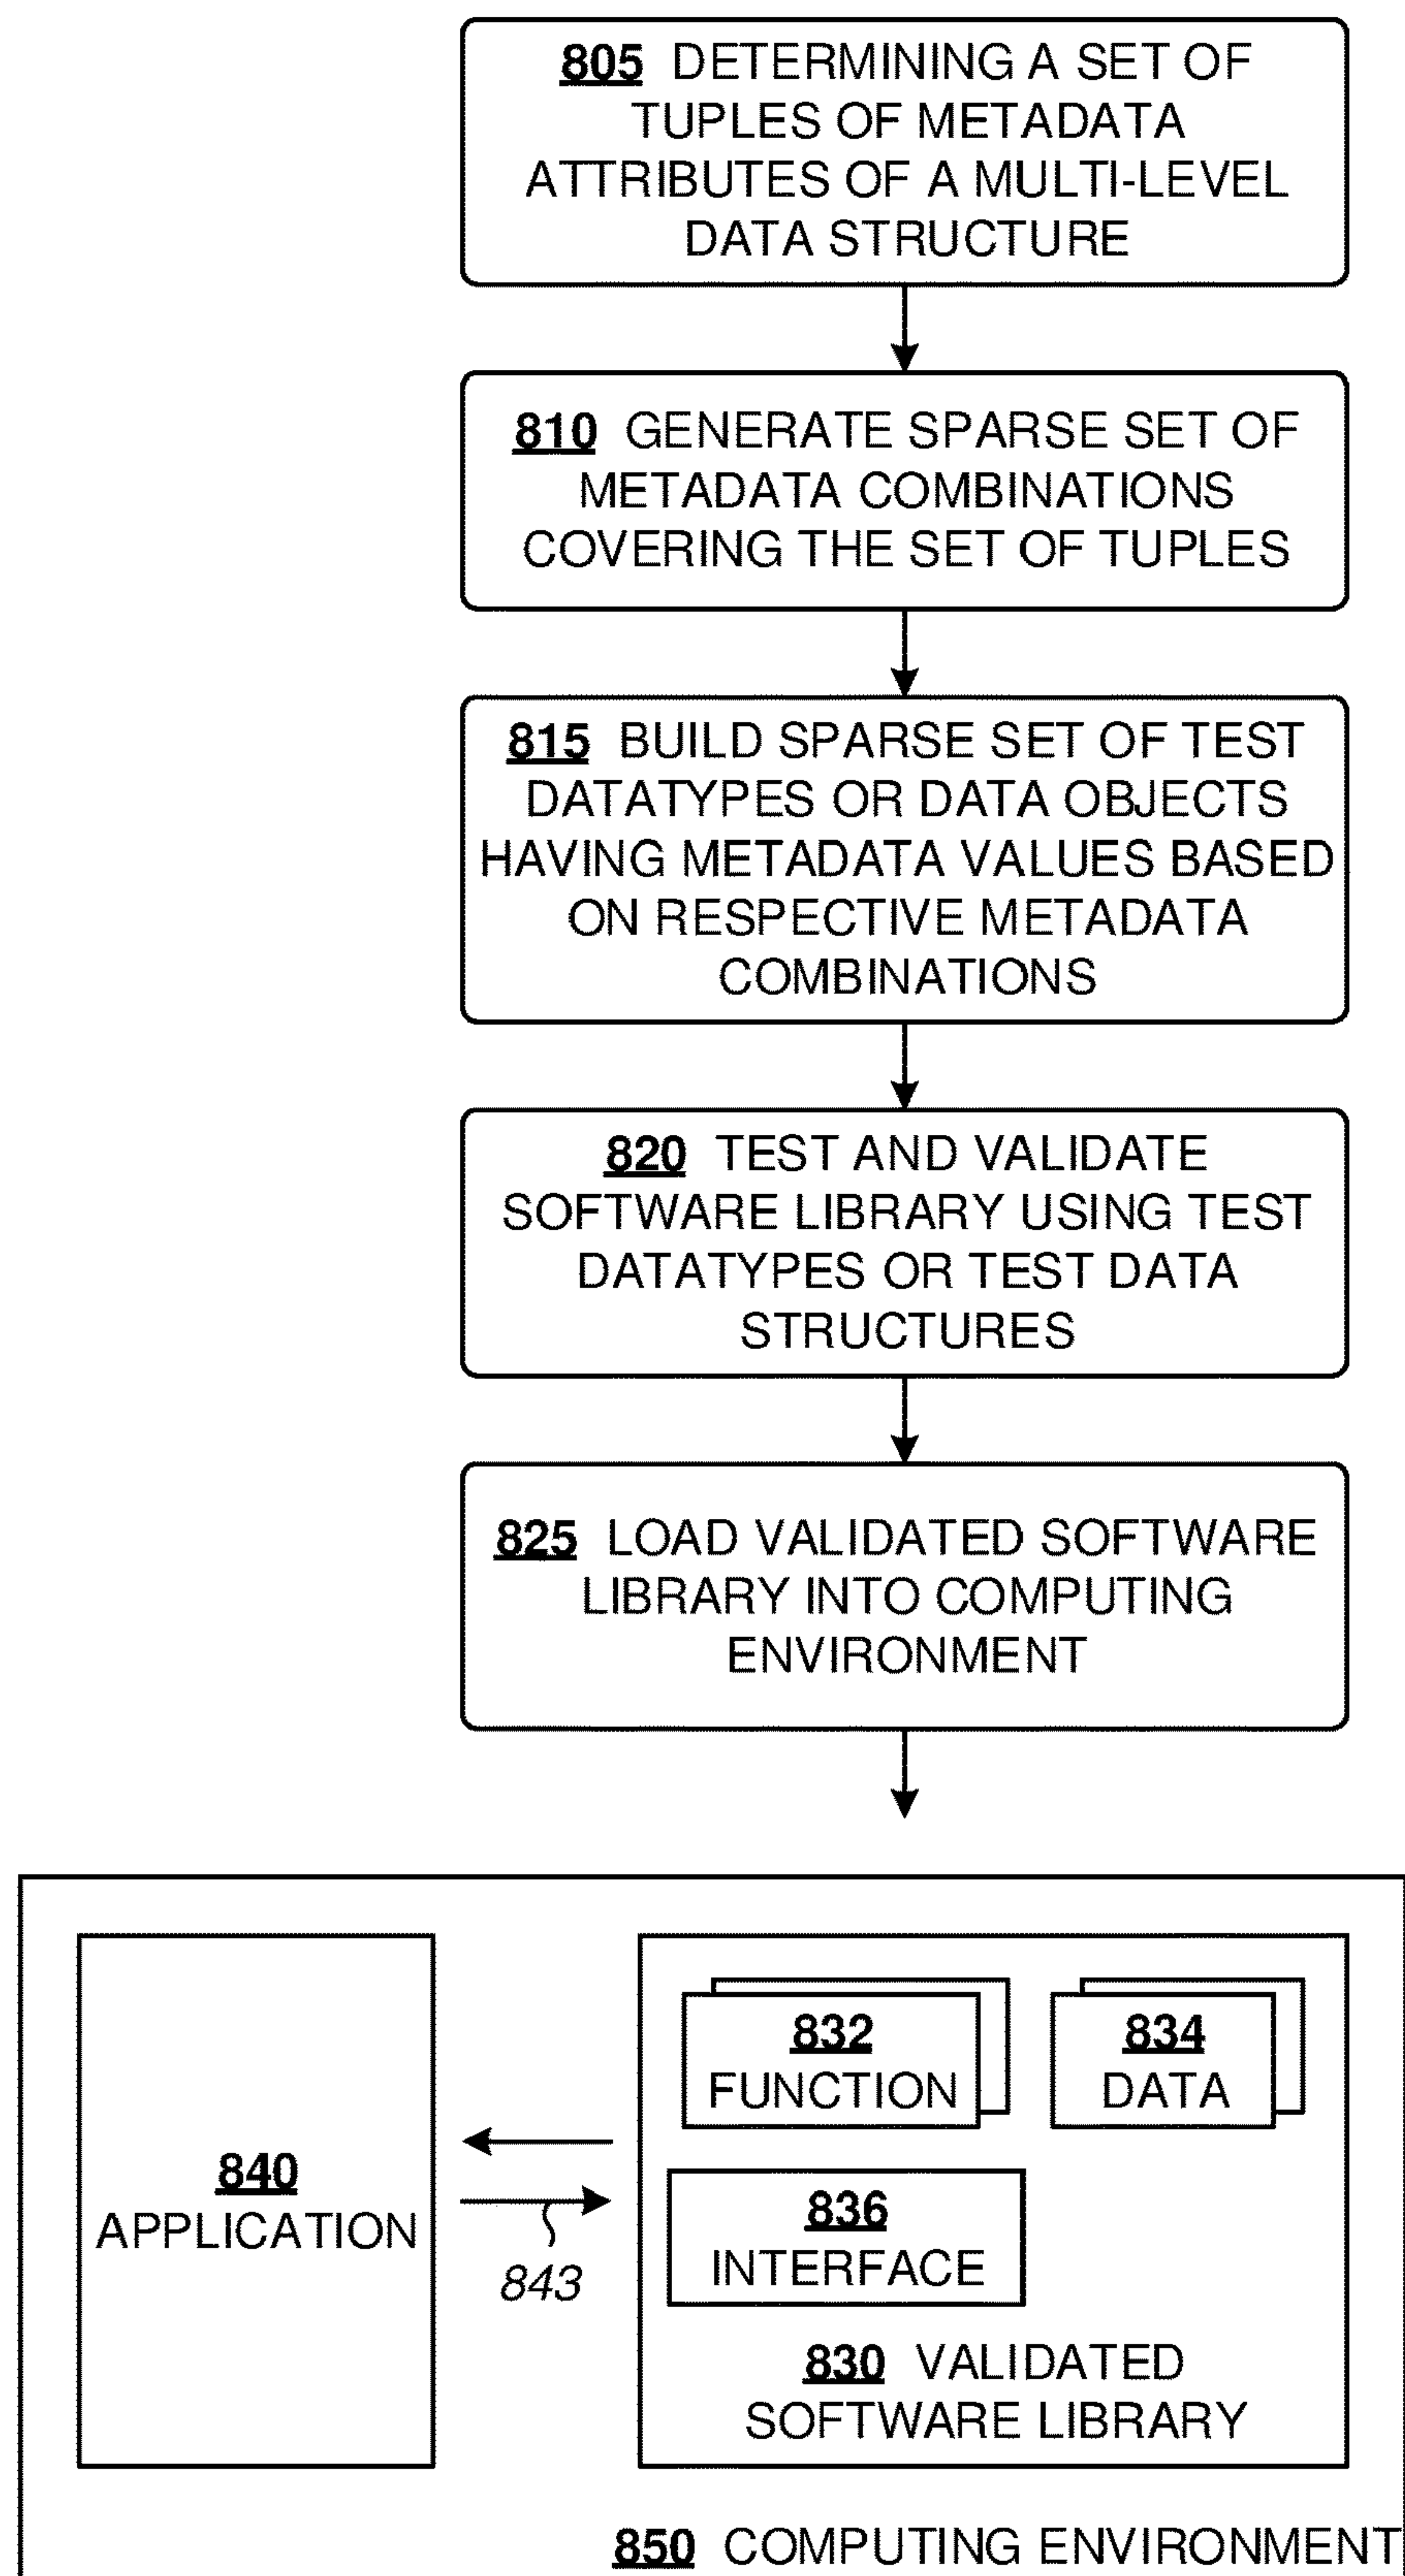 805 DETERMINING A SET OF
TUPLES OF METADATA
ATTRIBUTES OF A MULTI-LEVEL
DATA STRUCTURE
810 GENERATE SPARSE SET OF
METADATA COMBINATIONS
COVERING THE SET OF TUPLES
815 BUILD SPARSE SET OF TEST
DATATYPES OR DATA OBJECTS
HAVING METADATA VALUES BASED
ON RESPECTIVE METADATA
COMBINATIONS
820 TEST AND VALIDATE
SOFTWARE LIBRARY USING TEST
DATATYPES OR TEST DATA
STRUCTURES
825 LOAD VALIDATED SOFTWARE
LIBRARY INTO COMPUTING
ENVIRONMENT
840
APPLICATION
843
832
FUNCTION
834
DATA
836
INTERFACE
830 VALIDATED
SOFTWARE LIBRARY
850 COMPUTING ENVIRONMENT